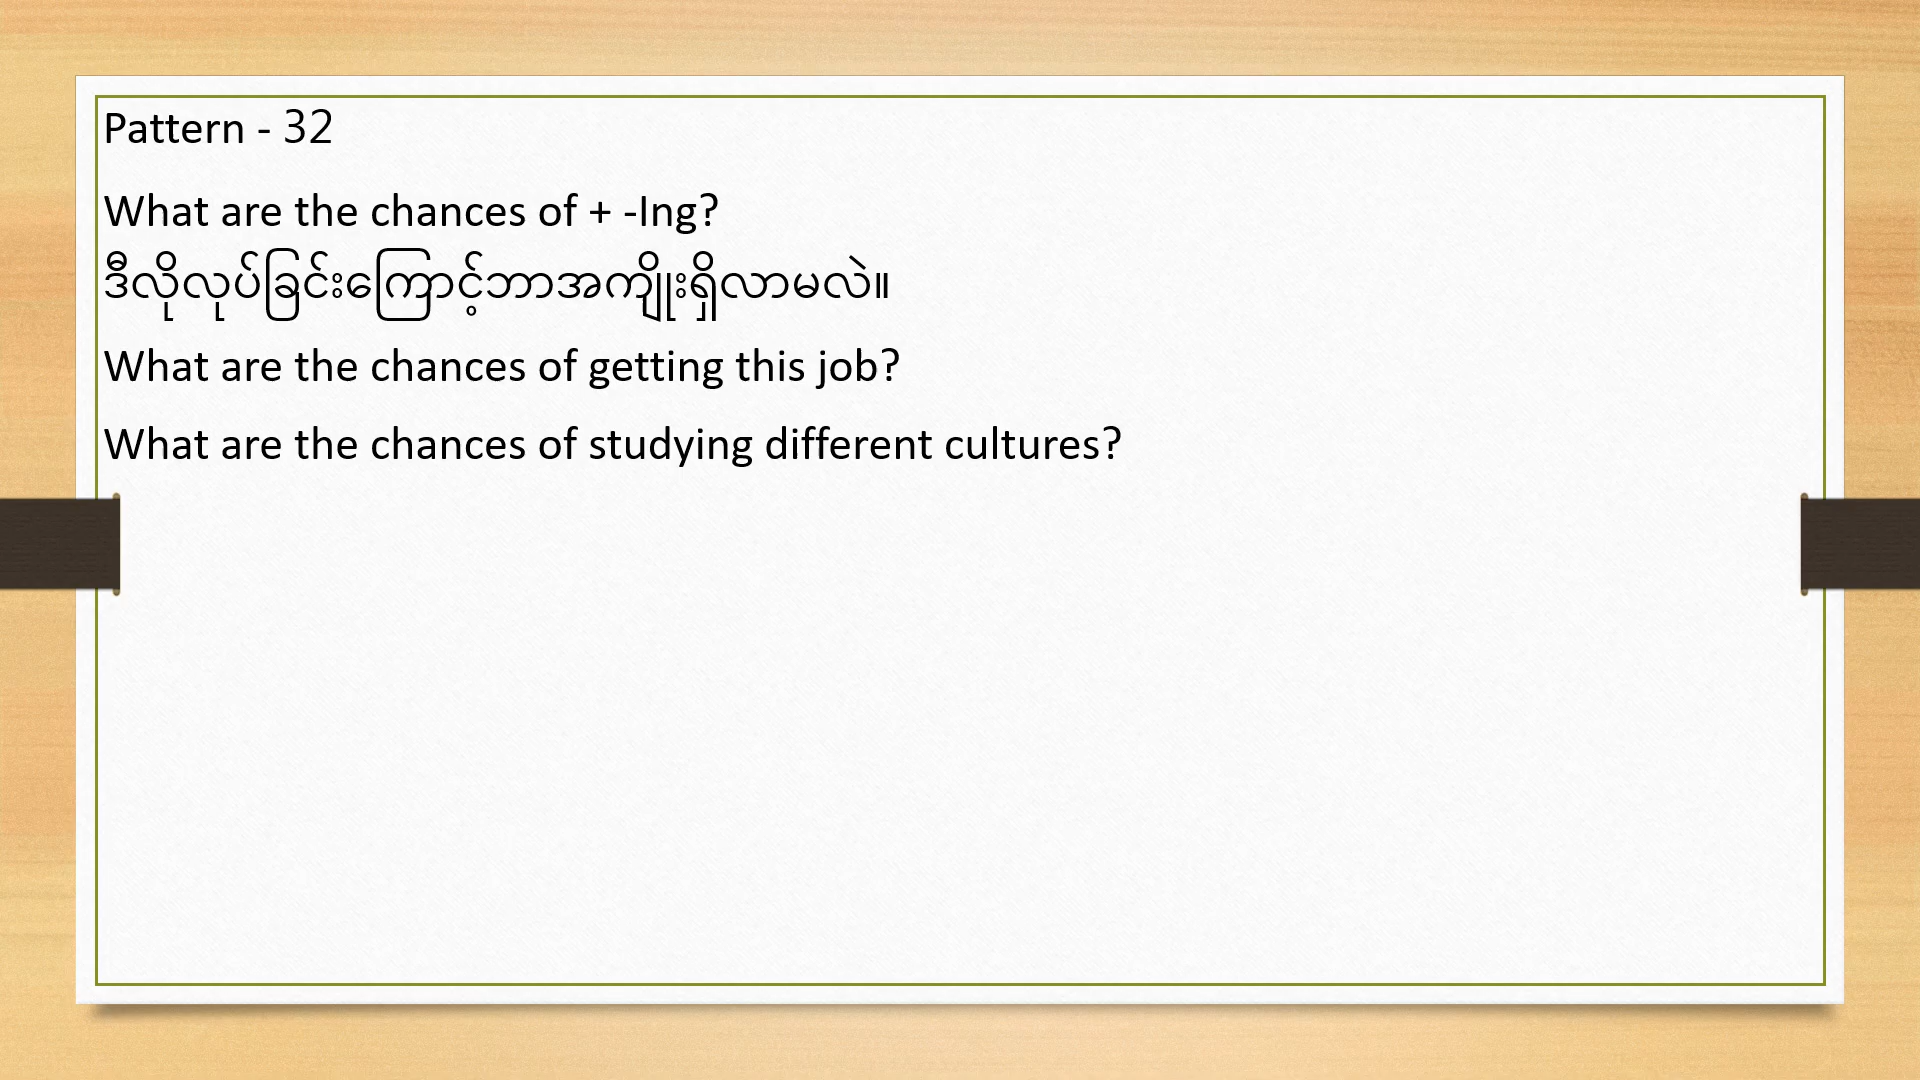 Pattern - 32
What are the chances of + -Ing?
ဒီလိုလုပ်ခြင်းကြောင့်ဘာအကျိုးရှိလာမလဲ။
What are the chances of getting this job?
What are the chances of studying different cultures?